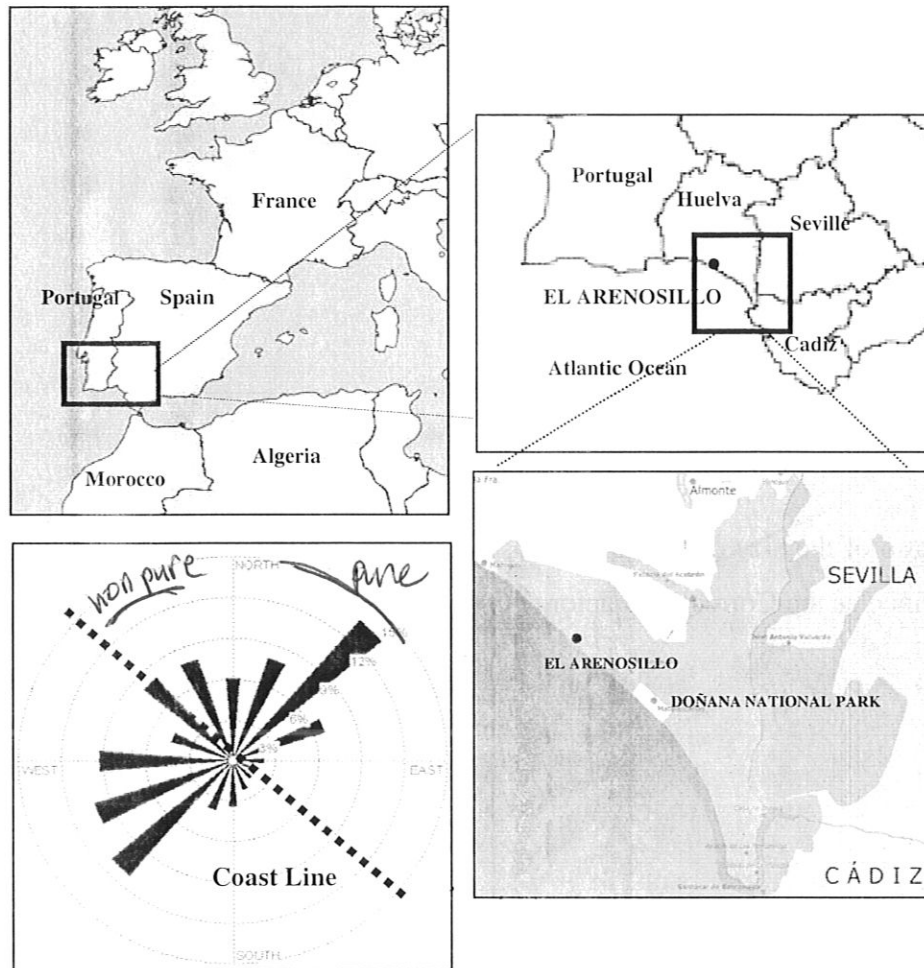 France
Portugal
Spain
Morocco
Algeria
Portugal
Huelva
Seville
EL ARENOSILLO
Cadiz
Atlantic Ocean
Almonte
SEVILLA
EL ARENOSILLO
DOÑANA NATIONAL PARK
CÁDIZ
non pure
NORTH
pure
15%
12%
9%
6%
3%
WEST
EAST
Coast Line
SOUTH